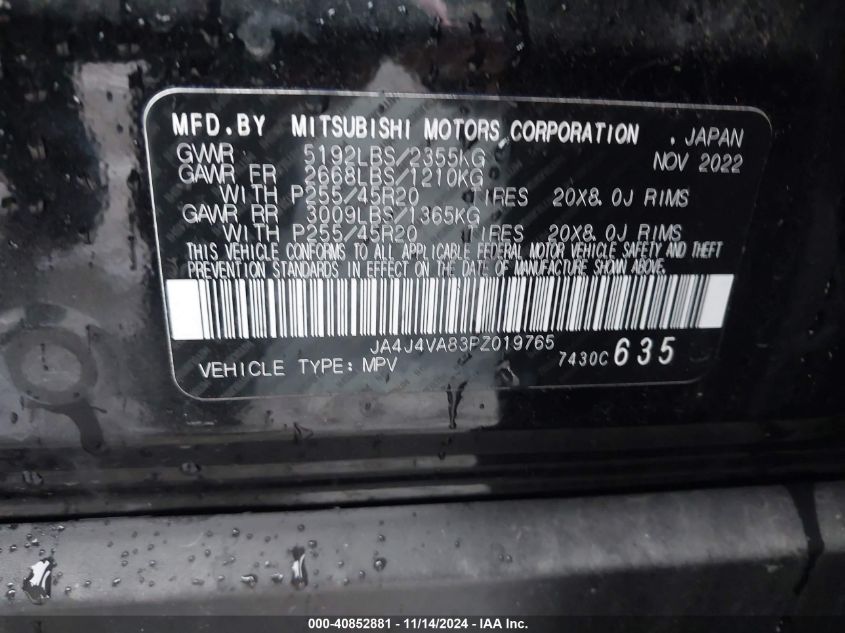 MFD.BY MITSUBISHI MOTORS CORPORATION , JAPAN
GVWR 5192LBS/2355KG NOV 2022
GAWR FR 2668LBS/1210KG
WITH P255/45R20 TIRES 20X8.0J RIMS
GAWR RR 3009LBS/1365KG
WITH P255/45R20 TIRES 20X8.0J RIMS
THIS VEHICLE CONFORMS TO ALL APPLICABLE FEDERAL MOTOR VEHICLE SAFETY AND THEFT
PREVENTION STANDARDS IN EFFECT ON THE DATE OF MANUFACTURE SHOWN ABOVE.
JA4J4VA83PZ019765
VEHICLE TYPE: MPV 7430C 635
000-40852881 - 11/14/2024 - IAA Inc.